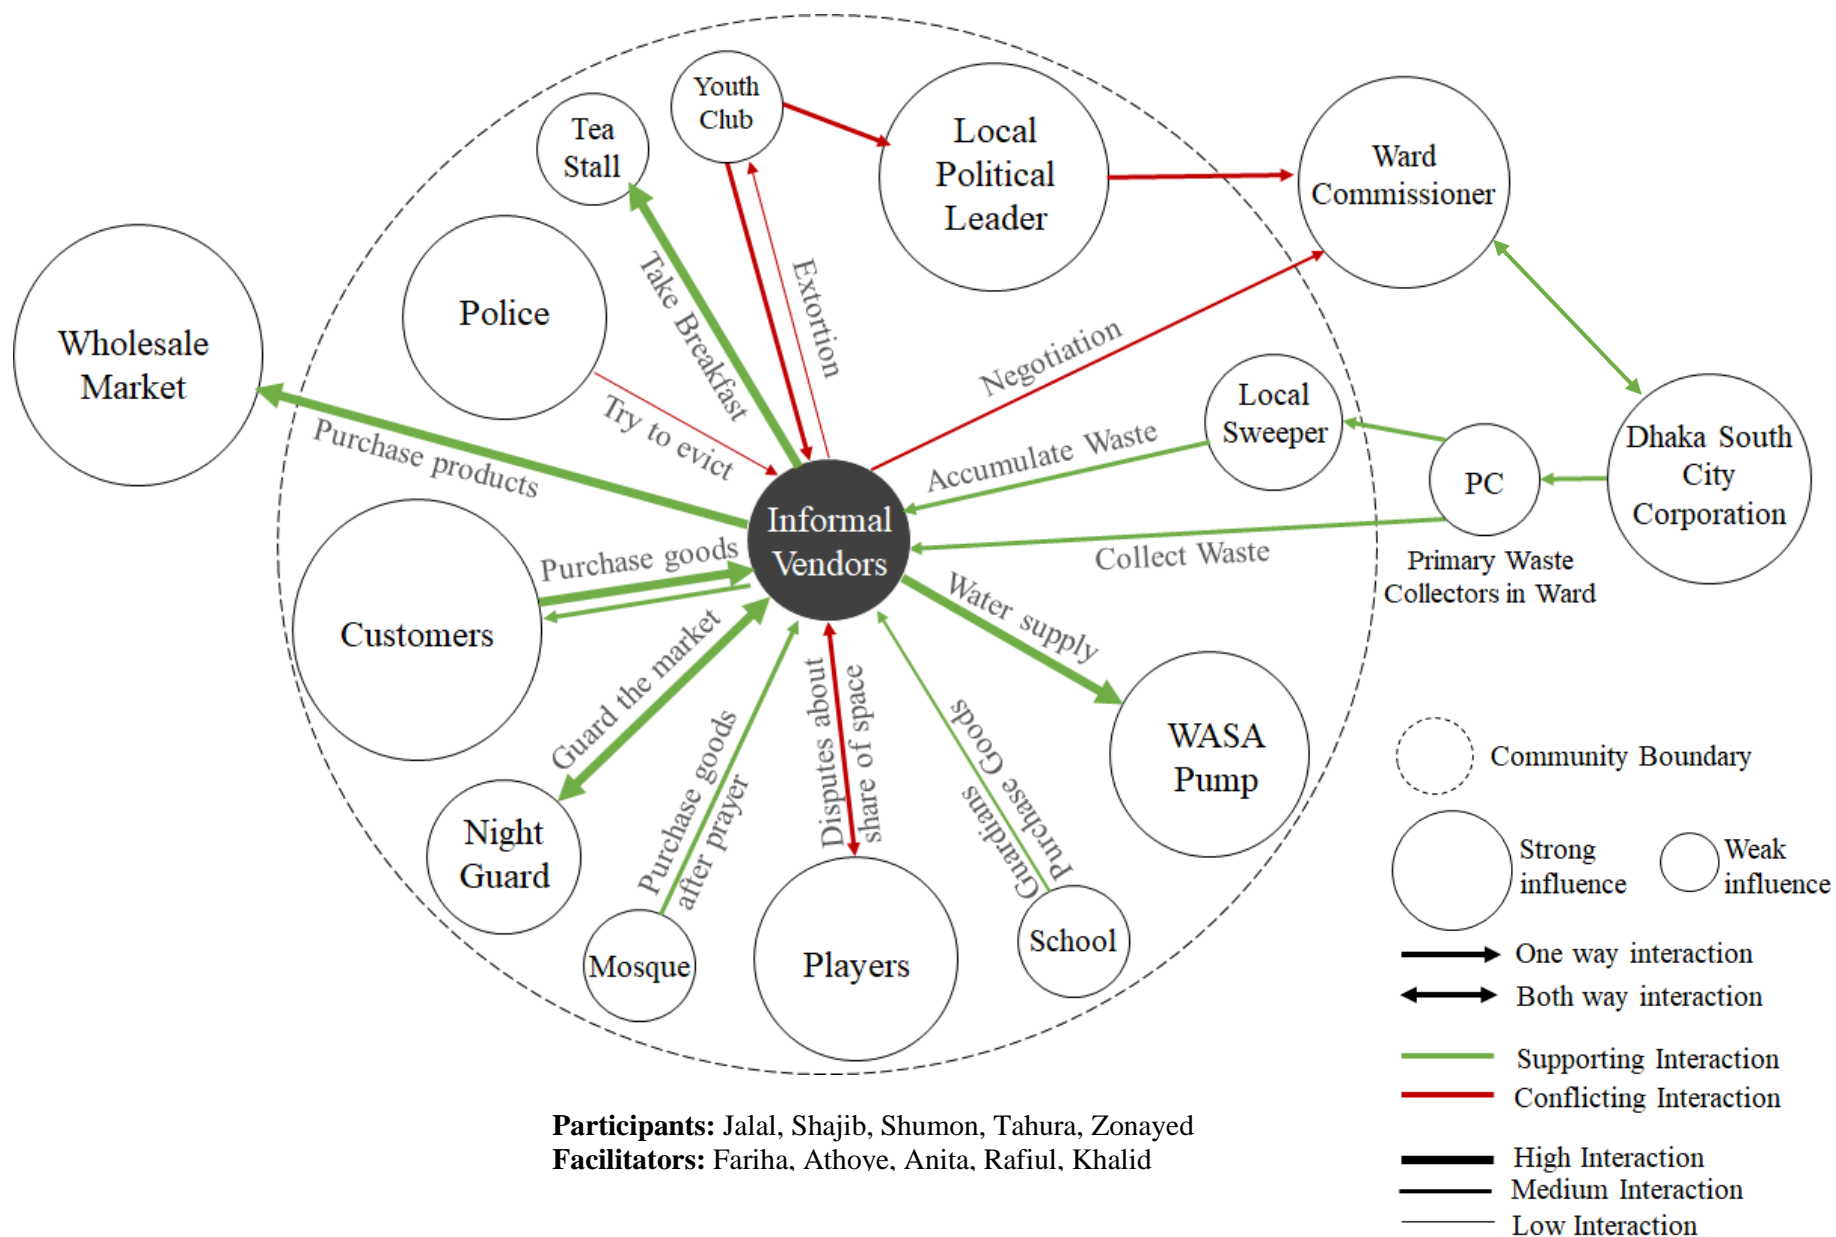 Youth
Club
Tea
Stall
Local
Political
Leader
Ward
Commissioner
Police
Wholesale
Market
Take Breakfast
Extortion
Negotiation
Try to evict
Purchase products
Local
Sweeper
Accumulate Waste
PC
Dhaka South
City
Corporation
Primary Waste
Collectors in Ward
Collect Waste
Informal
Vendors
Purchase goods
Customers
Water supply
WASA
Pump
Guard the market
Night
Guard
Purchase goods
after prayer
Mosque
Disputes about
share of space
Players
Guardians
Purchase Goods
School
Community Boundary
Strong
influence
Weak
influence
One way interaction
Both way interaction
Supporting Interaction
Conflicting Interaction
High Interaction
Medium Interaction
Low Interaction
Participants: Jalal, Shajib, Shumon, Tahura, Zonayed
Facilitators: Fariha, Athoye, Anita, Rafiul, Khalid